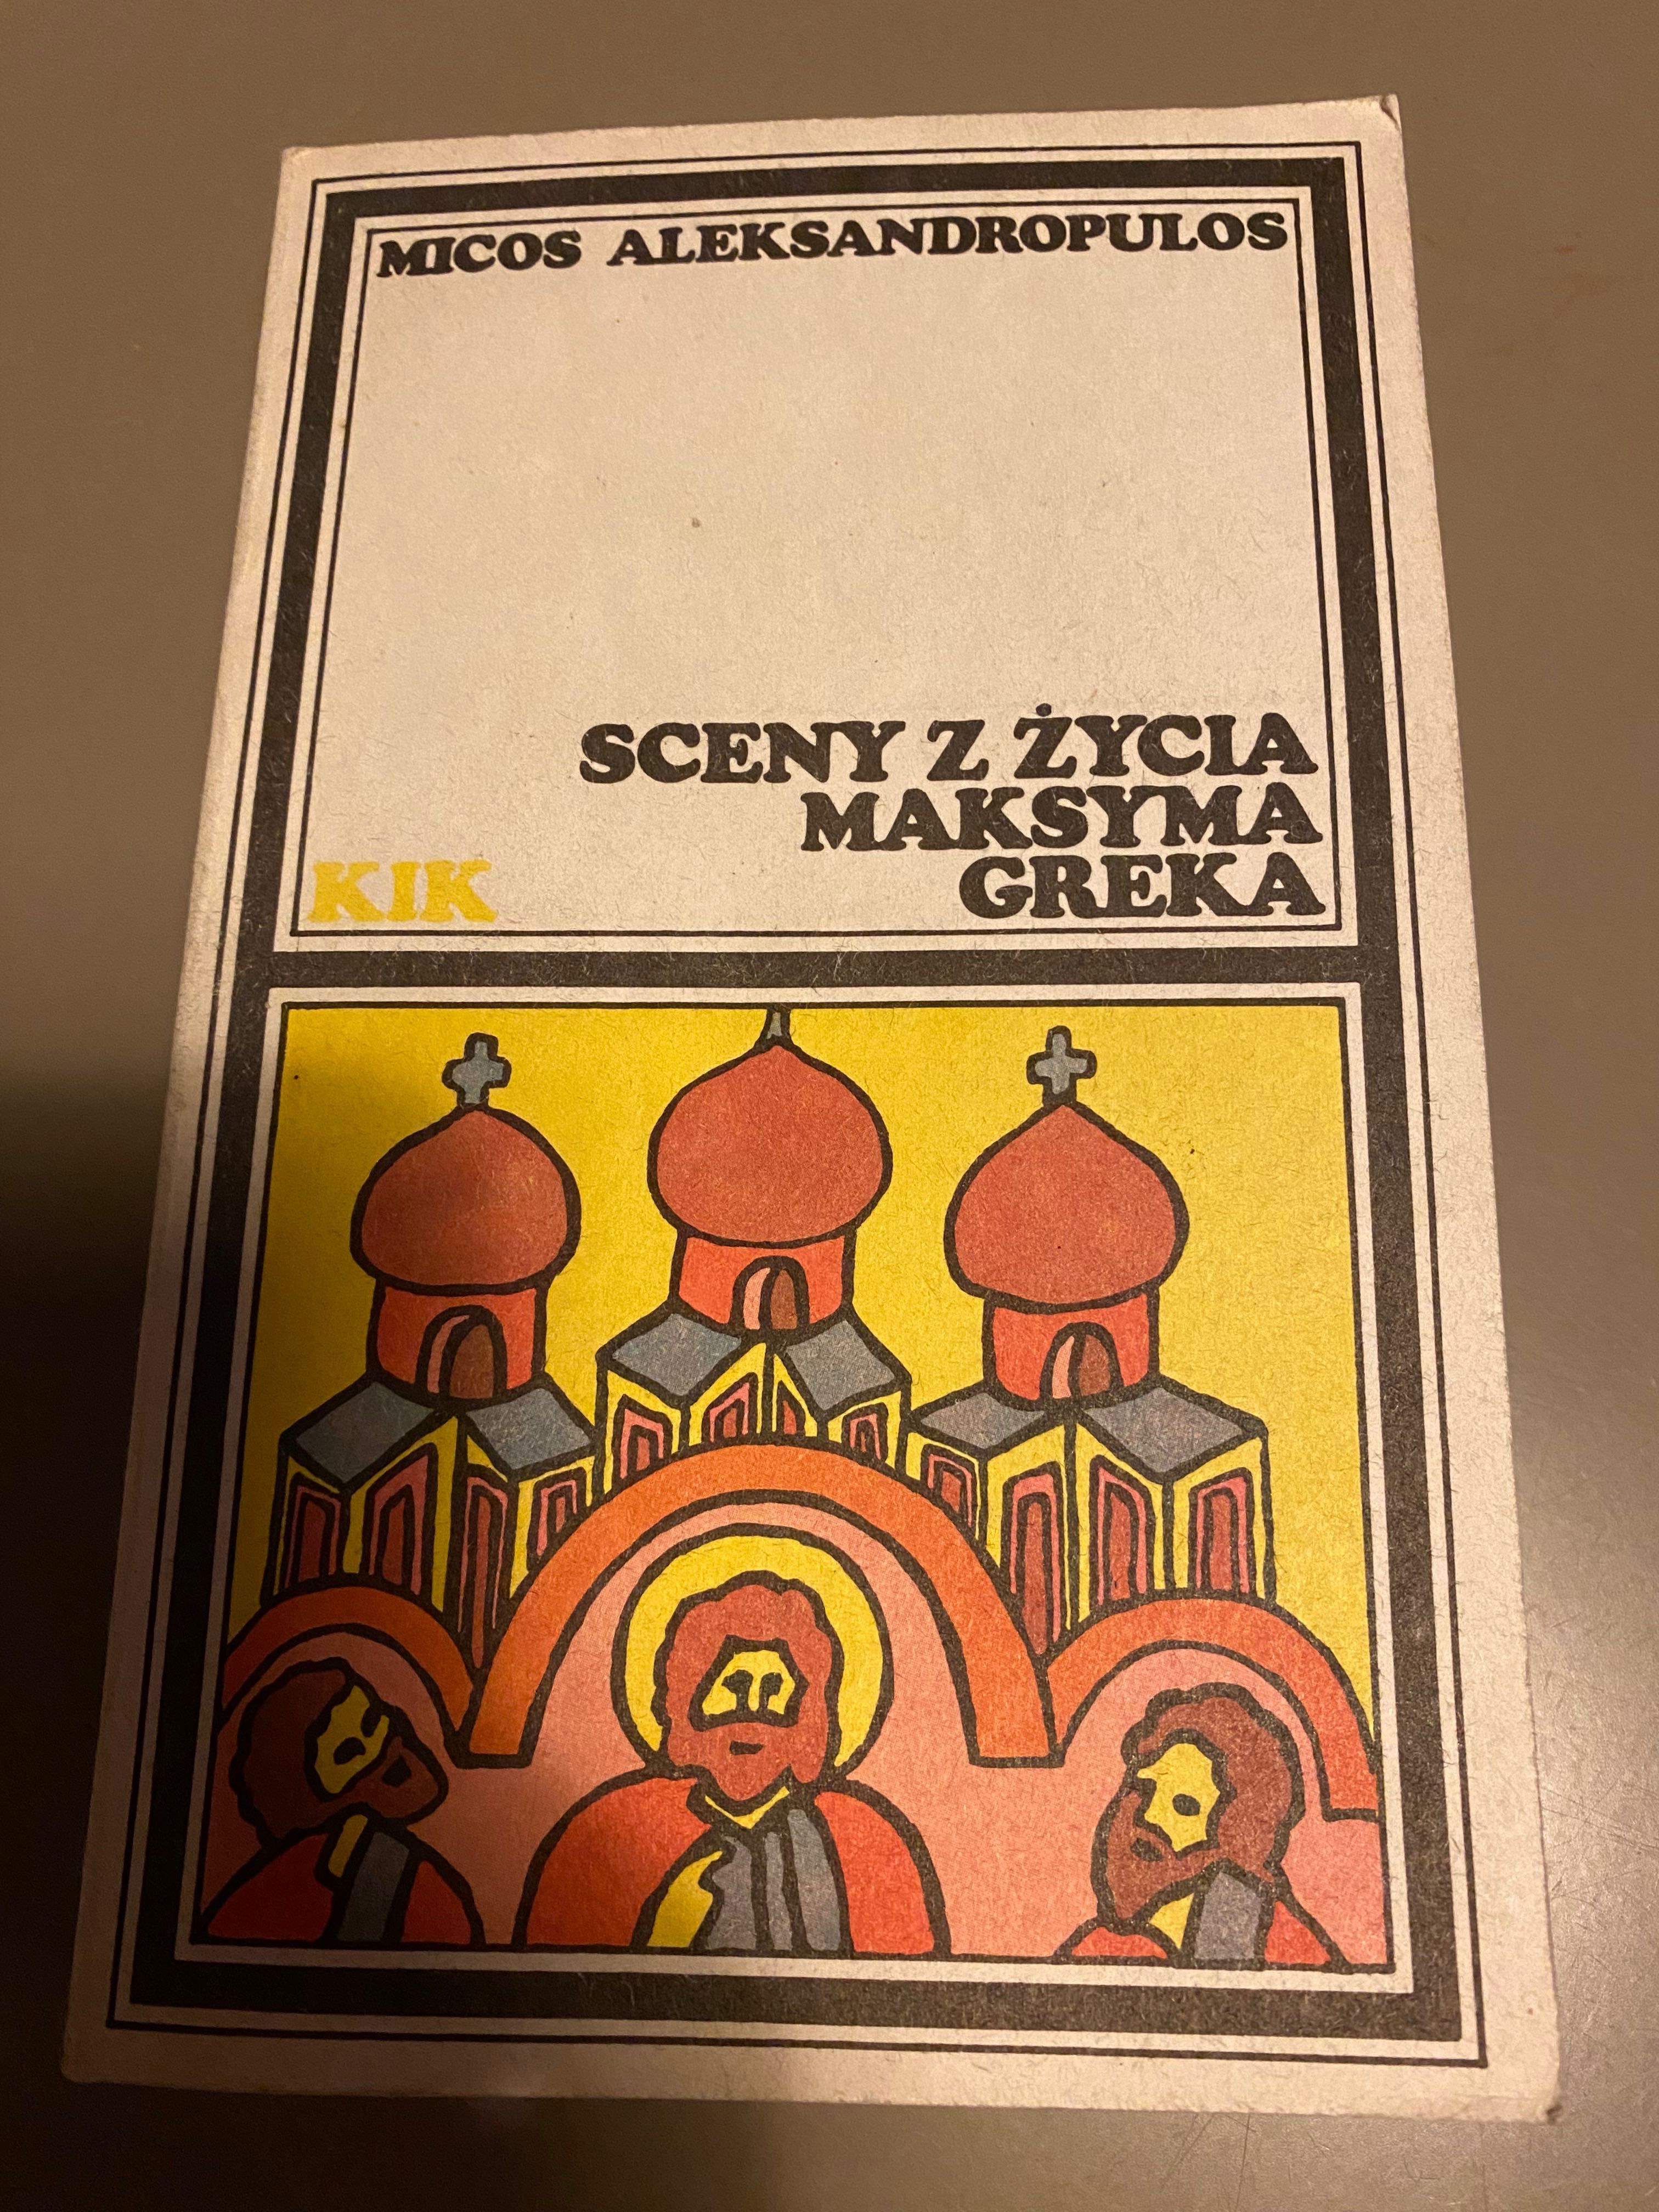 MICOS ALEKSANDROPULOS
SCENY Z ŻYCIA
MAKSYMA
GREKA
KIK